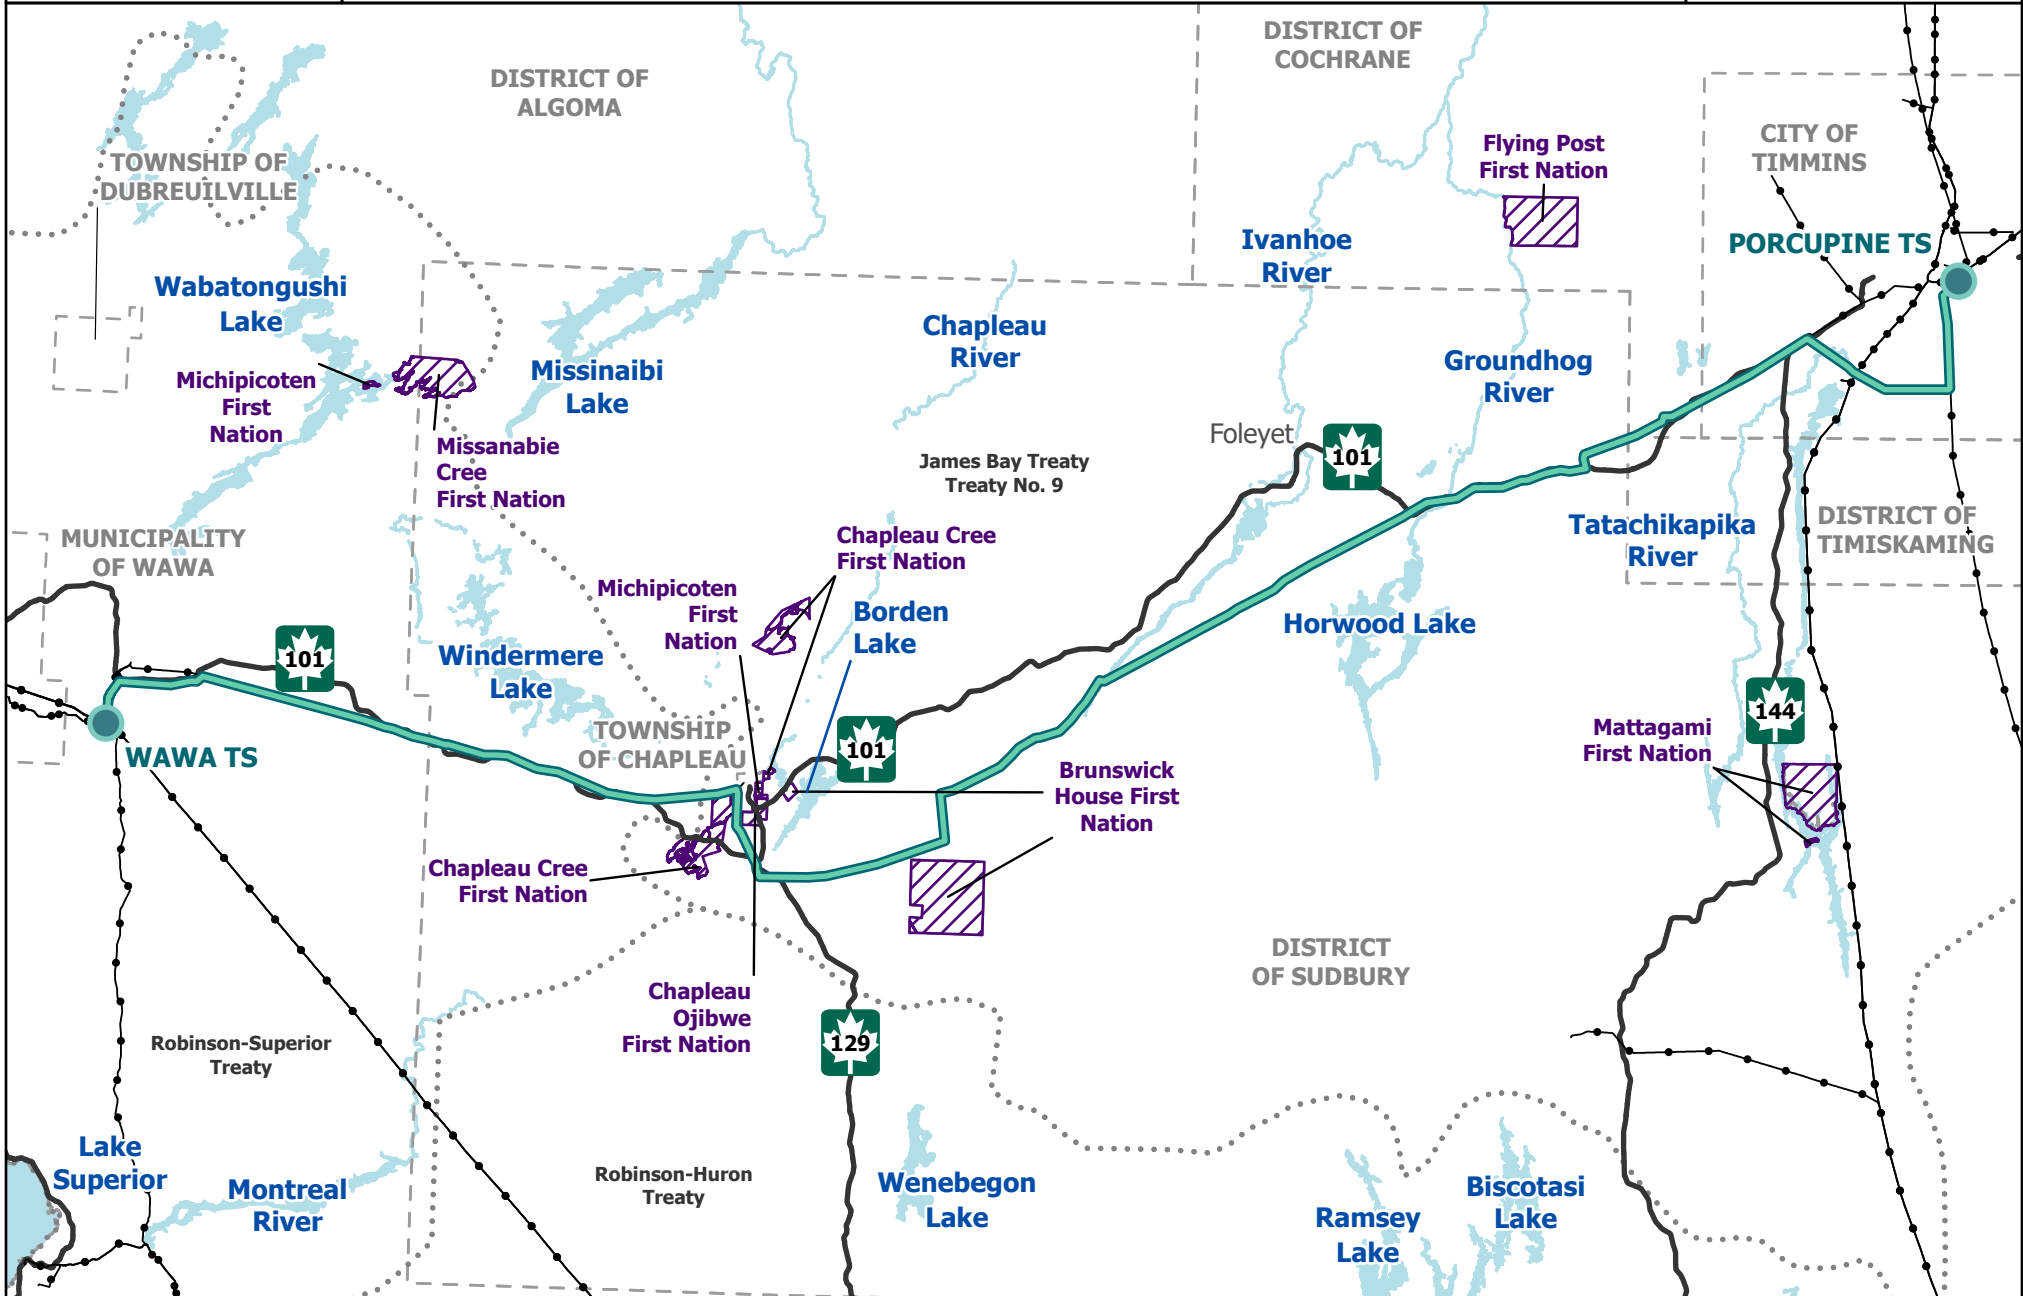 DISTRICT OF
COCHRANE
DISTRICT OF
ALGOMA
CITY OF
TIMMINS
Flying Post
First Nation
TOWNSHIP OF
DUBREUILVILLE
PORCUPINE TS
Ivanhoe
River
Wabatongushi
Lake
Chapleau
River
Missinaibi
Lake
Groundhog
River
Michipicoten
First
Nation
Missanabie
Cree
First Nation
Foleyet
101
James Bay Treaty
Treaty No. 9
MUNICIPALITY
OF WAWA
Chapleau Cree
First Nation
Tatachikapika
River
DISTRICT OF
TIMISKAMING
Michipicoten
First
Nation
Borden
Lake
Horwood Lake
101
Windermere
Lake
TOWNSHIP
OF CHAPLEAU
144
Mattagami
First Nation
WAWA TS
101
Brunswick
House First
Nation
Chapleau Cree
First Nation
DISTRICT
OF SUDBURY
Chapleau
Ojibwe
First Nation
129
Robinson-Superior
Treaty
Lake
Superior
Montreal
River
Robinson-Huron
Treaty
Wenebegon
Lake
Ramsey
Lake
Biscotasi
Lake